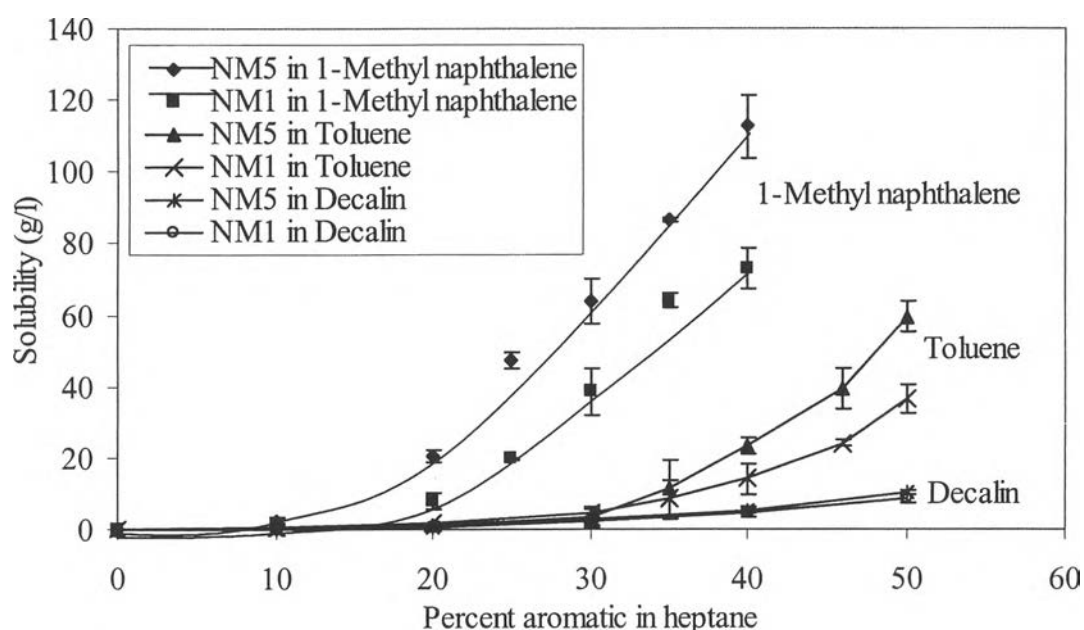 140
120
100
80
60
40
20
0
Solubility (g/l)
NM5 in 1-Methyl naphthalene
NM1 in 1-Methyl naphthalene
NM5 in Toluene
NM1 in Toluene
NM5 in Decalin
NM1 in Decalin
1-Methyl naphthalene
Toluene
Decalin
0 10 20 30 40 50 60
Percent aromatic in heptane